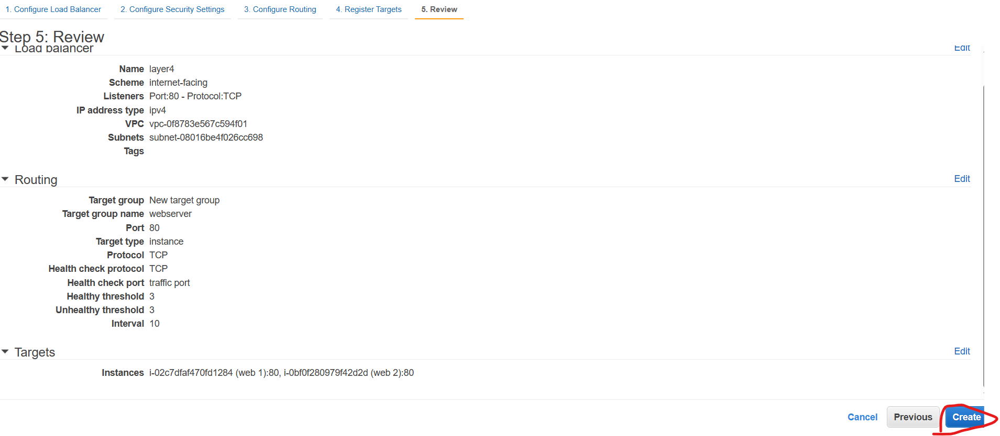 1. Configure Load Balancer 2. Configure Security Settings 3. Configure Routing 4. Register Targets 5. Review
Step 5: Review
Load balancer Edit
Name layer4
Scheme internet-facing
Listeners Port:80 - Protocol:TCP
IP address type ipv4
VPC vpc-0f8783e567c594f01
Subnets subnet-08016be4f026cc698
Tags
Routing Edit
Target group New target group
Target group name webserver
Port 80
Target type instance
Protocol TCP
Health check protocol TCP
Health check port traffic port
Healthy threshold 3
Unhealthy threshold 3
Interval 10
Targets Edit
Instances i-02c7dfaf470fd1284 (web 1):80, i-0bf0f280979f42d2d (web 2):80
Cancel Previous Create